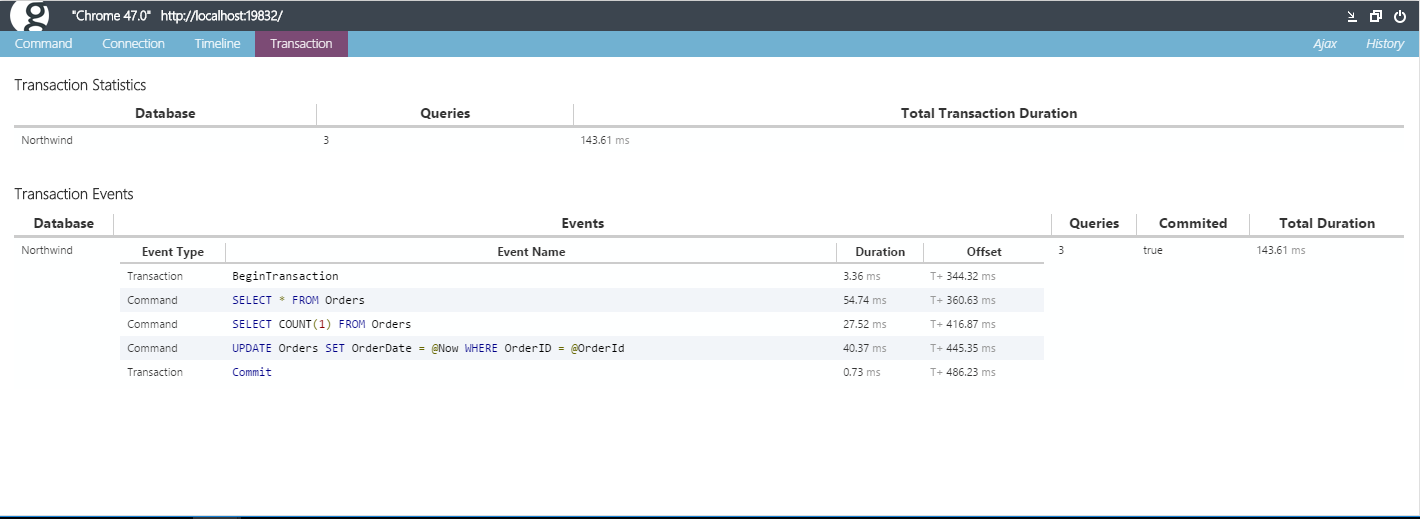 g "Chrome 47.0" http://localhost:19832/
Command Connection Timeline Transaction Ajax History
Transaction Statistics
Database Queries Total Transaction Duration
Northwind 3 143.61 ms
Transaction Events
Database Events Queries Commited Total Duration
Northwind Event Type Event Name Duration Offset 3 true 143.61 ms
Transaction BeginTransaction 3.36 ms T+ 344.32 ms
Command SELECT * FROM Orders 54.74 ms T+ 360.63 ms
Command SELECT COUNT(1) FROM Orders 27.52 ms T+ 416.87 ms
Command UPDATE Orders SET OrderDate = @Now WHERE OrderID = @OrderId 40.37 ms T+ 445.35 ms
Transaction Commit 0.73 ms T+ 486.23 ms